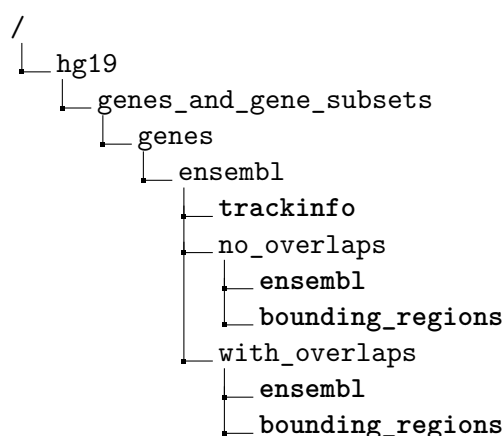 /
hg19
genes_and_gene_subsets
genes
ensembl
trackinfo
no_overlaps
ensembl
bounding_regions
with_overlaps
ensembl
bounding_regions